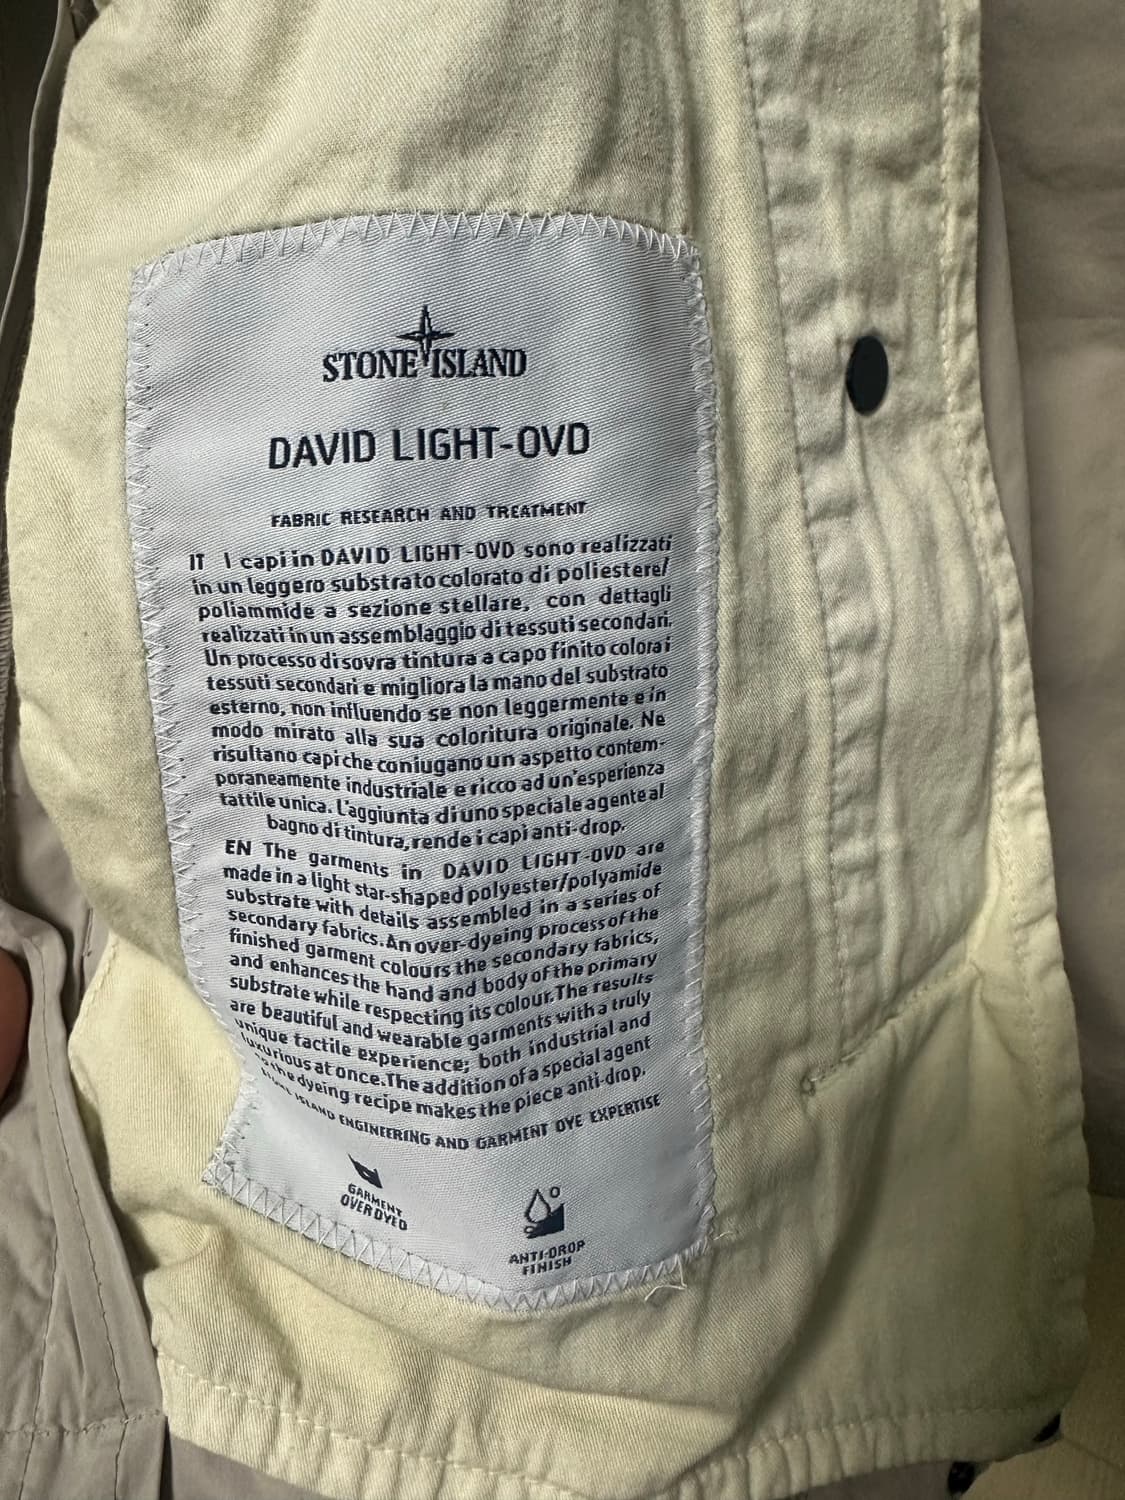 STONE ISLAND
DAVID LIGHT-OVD
FABRIC RESEARCH AND TREATMENT
IT I capi in DAVID LIGHT-OVD sono realizzati
in un leggero substrato colorato di poliestere/
poliammide a sezione stellare, con dettagli
realizzati in un assemblaggio di tessuti secondari.
Un processo di sovra tintura a capo finito colora i
tessuti secondari e migliora la mano del substrato
esterno, non influendo se non leggermente e in
modo mirato alla sua coloritura originale. Ne
risultano capi che coniugano un aspetto contem-
poraneamente industriale e ricco ad un'esperienza
tattile unica. L'aggiunta di uno speciale agente al
bagno di tintura, rende i capi anti-drop.
EN The garments in DAVID LIGHT-OVD are
made in a light star-shaped polyester/polyamide
substrate with details assembled in a series of
secondary fabrics. An over-dyeing process of the
finished garment colours the secondary fabrics,
and enhances the hand and body of the primary
substrate while respecting its colour. The results
are beautiful and wearable garments with a truly
unique tactile experience; both industrial and
luxurious at once. The addition of a special agent
the dyeing recipe makes the piece anti-drop.
ISLAND ENGINEERING AND GARMENT DYE EXPERTISE
GARMENT
OVERDYED
ANTI-DROP
FINISH